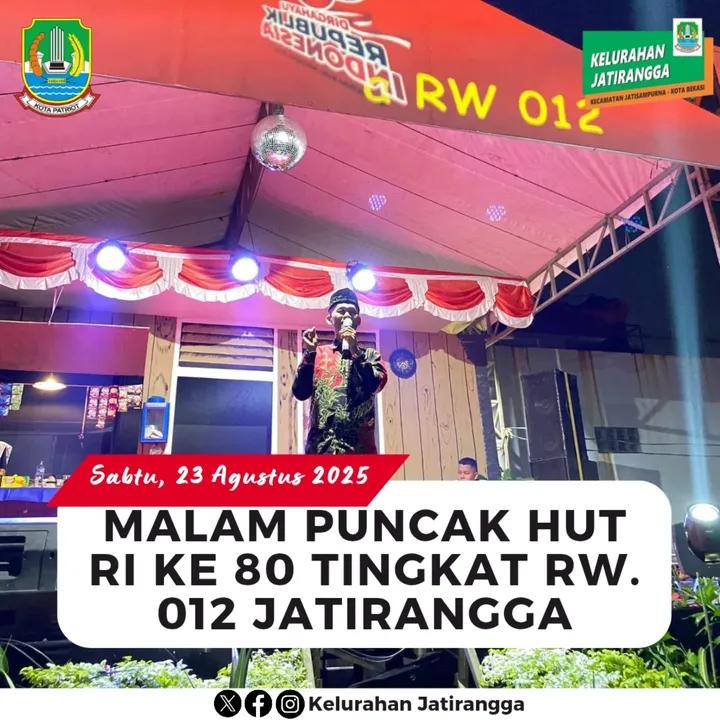 DIRGAHAYU
REPUBLIK
INDONESIA
RW 012
KOTA PATRIOT
KELURAHAN
JATIRANGGA
KECAMATAN JATISAMPURNA - KOTA BEKASI
Sabtu, 23 Agustus 2025
MALAM PUNCAK HUT
RI KE 80 TINGKAT RW.
012 JATIRANGGA
Kelurahan Jatirangga